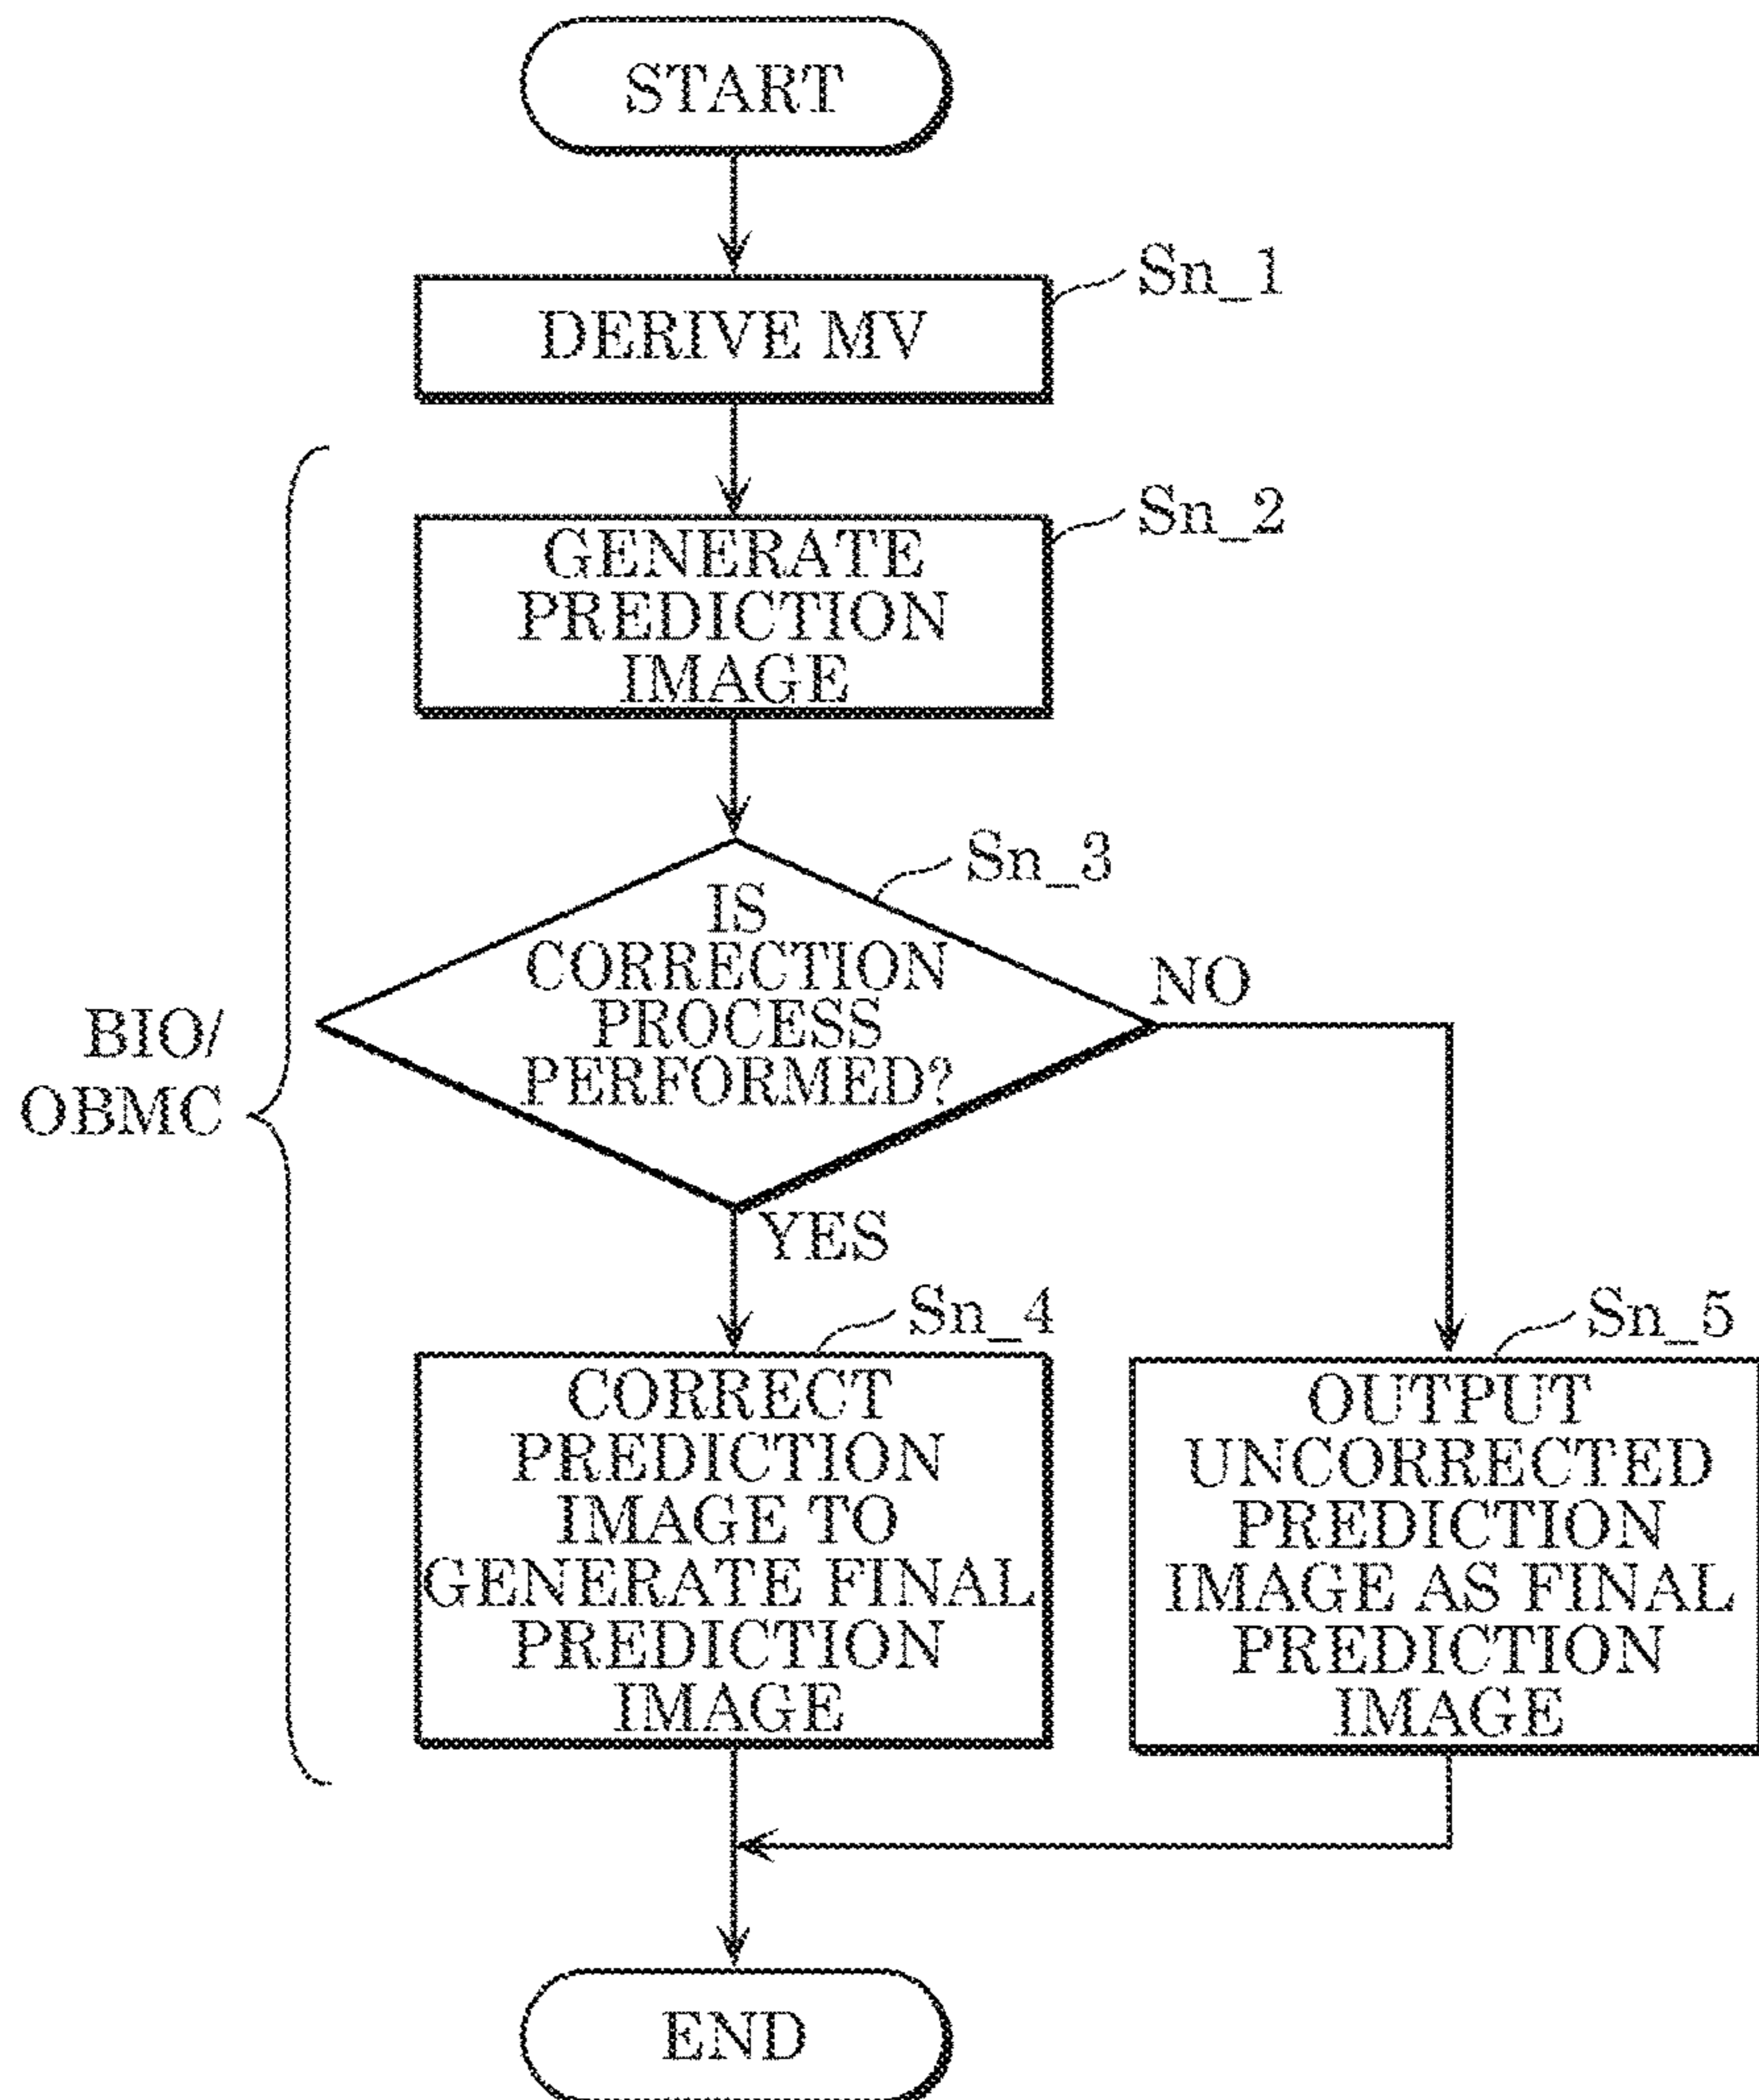 START
Sn_1
DERIVE MV
Sn_2
GENERATE
PREDICTION
IMAGE
Sn_3
IS
CORRECTION
PROCESS
PERFORMED?
NO
BIO/
OBMC
YES
Sn_4
CORRECT
PREDICTION
IMAGE TO
GENERATE FINAL
PREDICTION
IMAGE
Sn_5
OUTPUT
UNCORRECTED
PREDICTION
IMAGE AS FINAL
PREDICTION
IMAGE
END